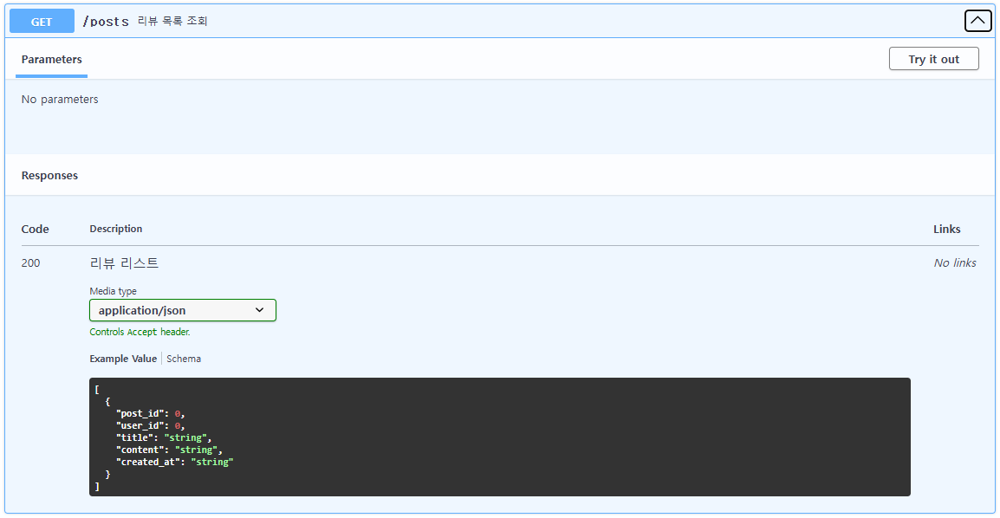 GET /posts 리뷰 목록 조회
Parameters Try it out
No parameters
Responses
Code Description Links
200 리뷰 리스트 No links
Media type
application/json
Controls Accept header.
Example Value Schema
[
{
"post_id": 0,
"user_id": 0,
"title": "string",
"content": "string",
"created_at": "string"
}
]